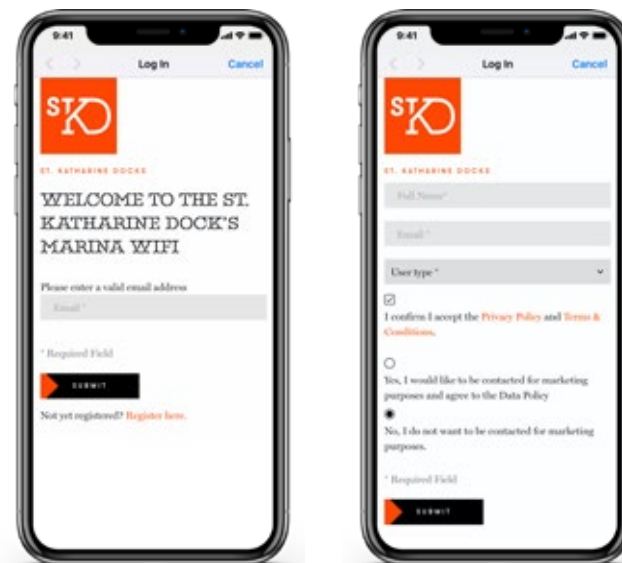 9:41
Log In Cancel
STKD
ST. KATHARINE DOCKS
WELCOME TO THE ST.
KATHARINE DOCK'S
MARINA WIFI
Please enter a valid email address
Email *
* Required Field
SUBMIT
Not yet registered? Register here.
9:41
Log In Cancel
STKD
ST. KATHARINE DOCKS
Full Name*
Email *
User type *
I confirm I accept the Privacy Policy and Terms &
Conditions.
Yes, I would like to be contacted for marketing
purposes and agree to the Data Policy
No, I do not want to be contacted for marketing
purposes.
* Required Field
SUBMIT